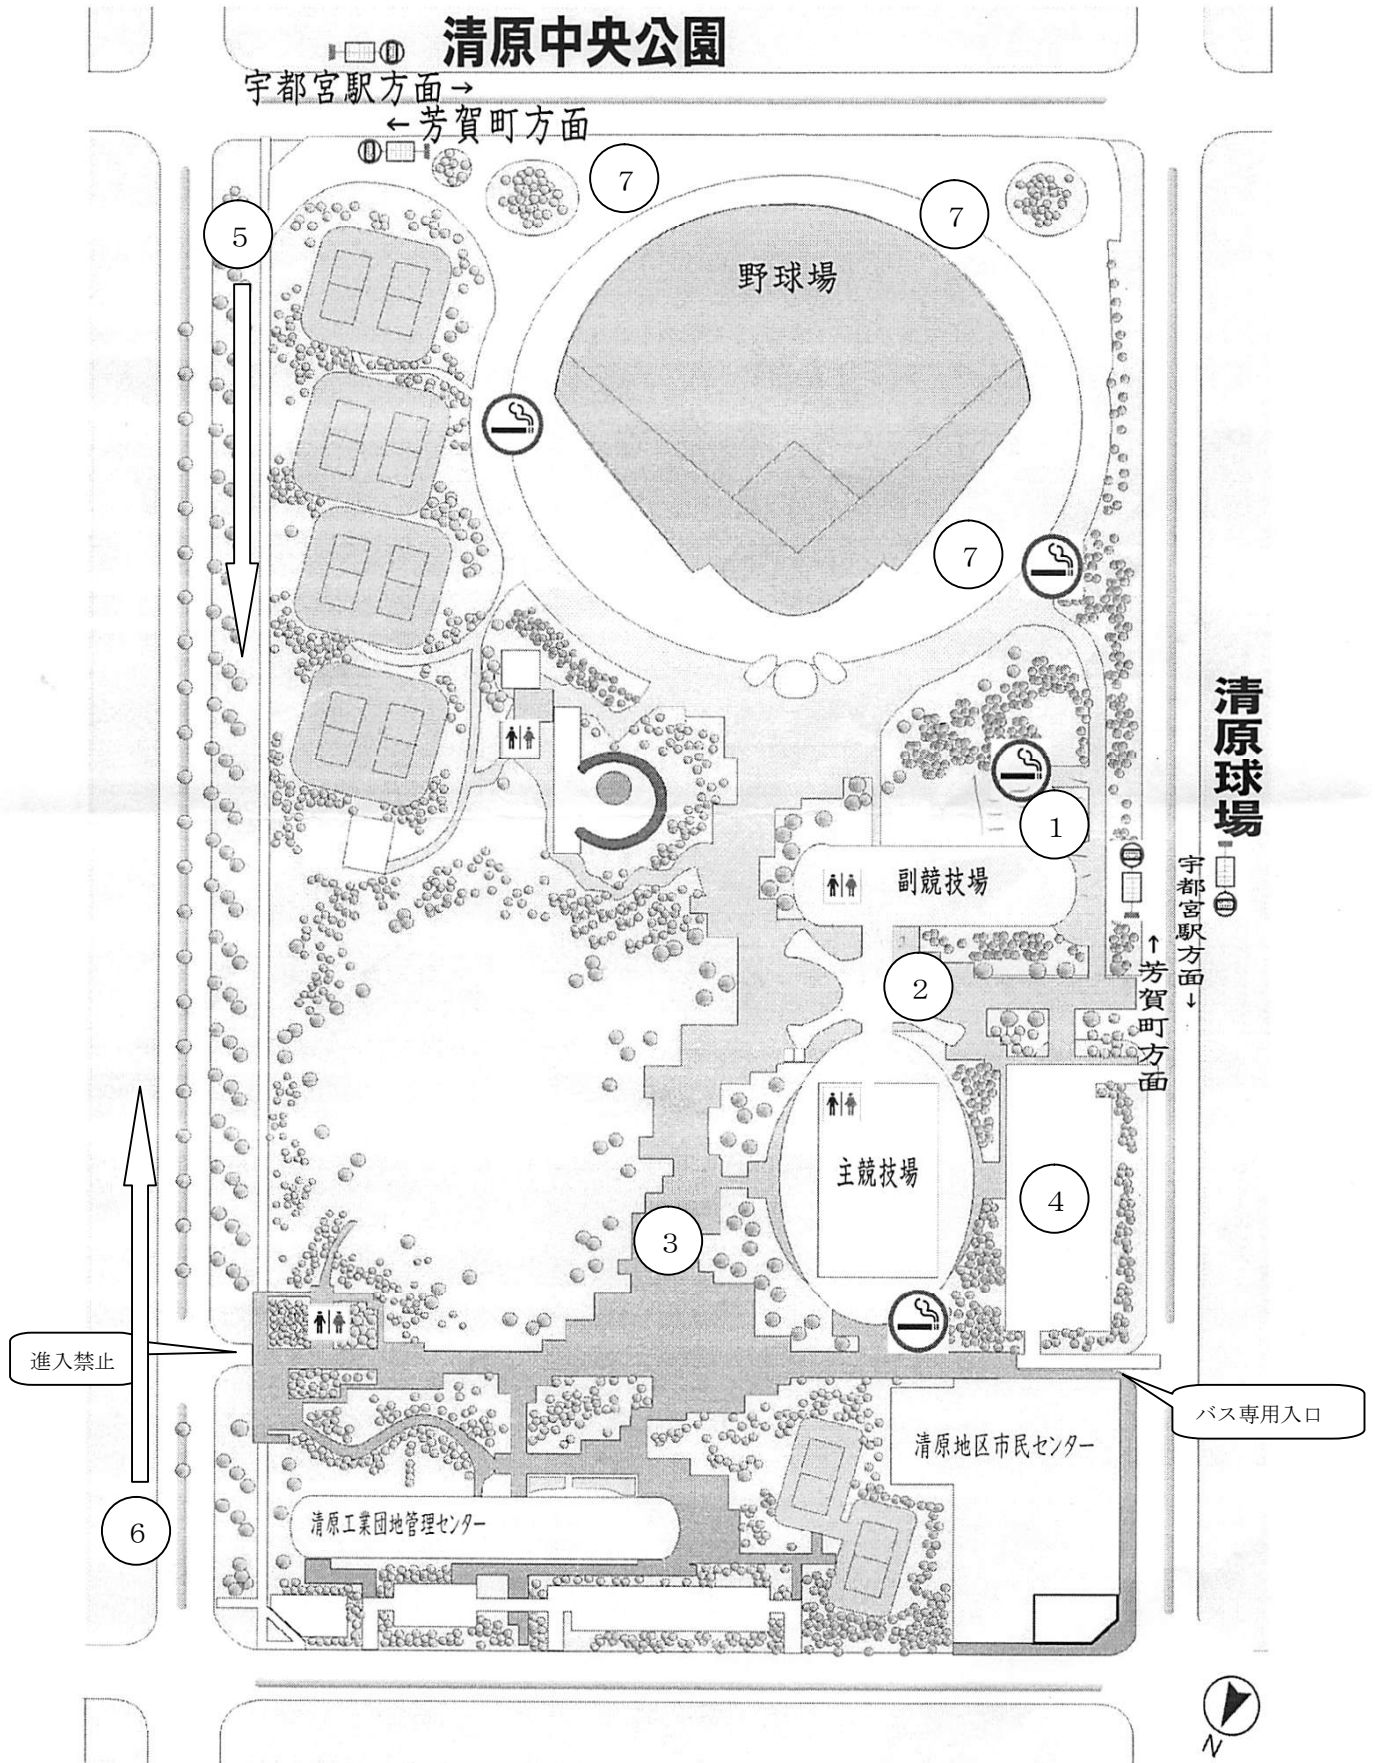 清原中央公園
宇都宮駅方面→
←芳賀町方面
7
7
5
野球場
7
清原球場
1
副競技場
宇都宮駅方面→
←芳賀町方面
2
主競技場
4
3
進入禁止
バス専用入口
清原地区市民センター
清原工業団地管理センター
6
N